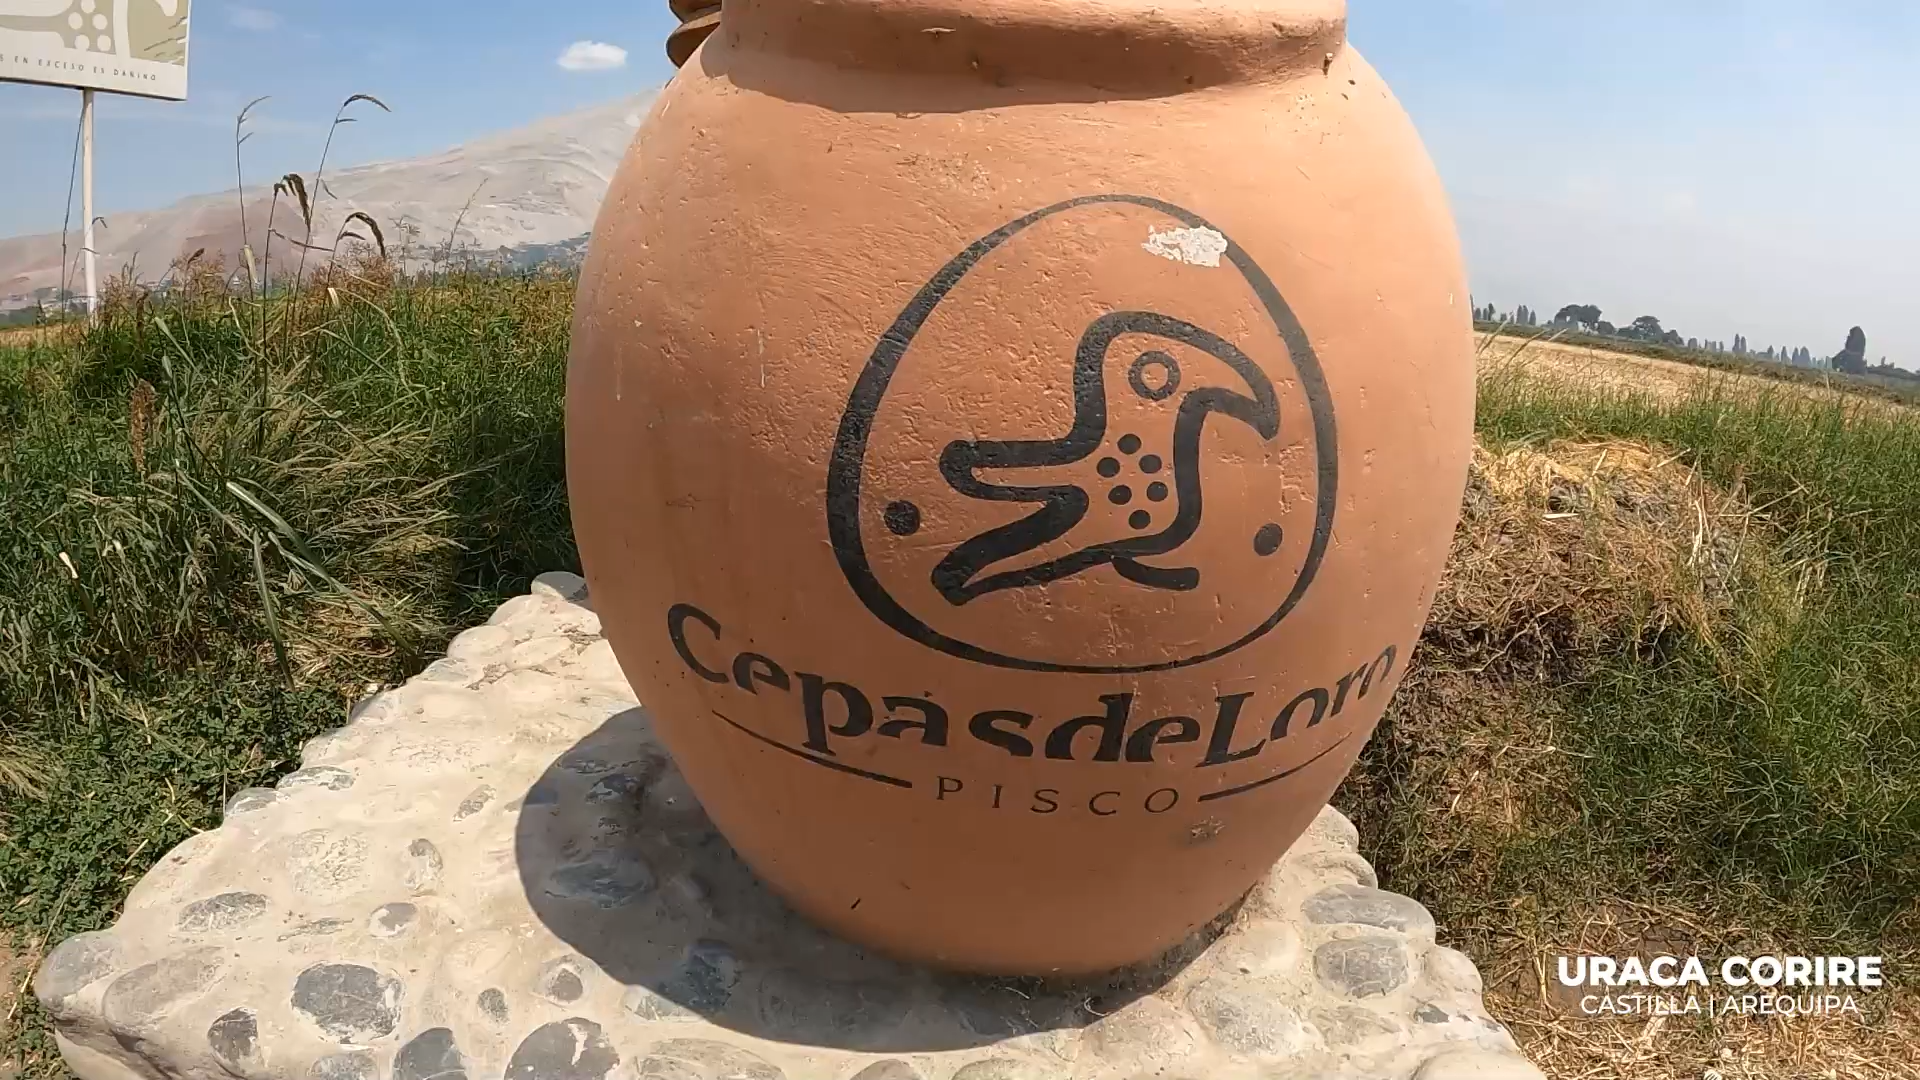 S EN EXCESO ES DAÑINO
CepasdeLoro
PISCO
URACA CORIRE
CASTILLA | AREQUIPA